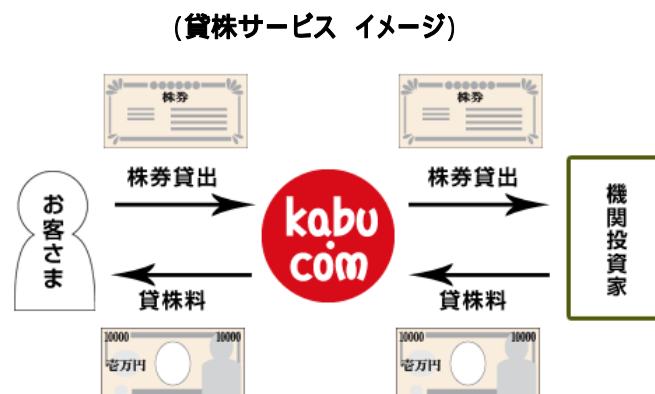 (貸株サービス イメージ)
株券
株券
株券貸出
株券貸出
お客さま
kabu.com
機関投資家
貸株料
貸株料
10000 10000
壱万円
10000 10000
壱万円